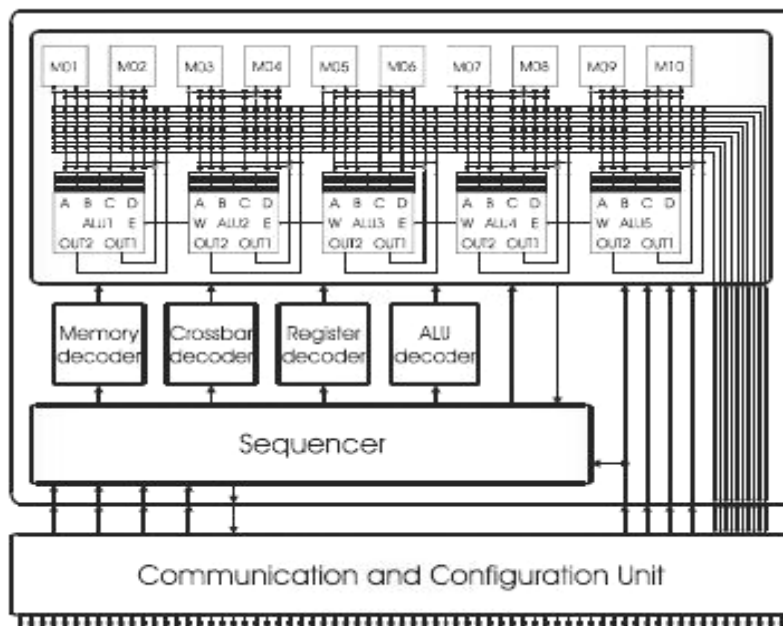 M01 M02 M03 M04 M05 M06 M07 M08 M09 M10
A B C D A B C D A B C D A B C D A B C D
ALU1 E W ALU2 E W ALU3 E W ALU4 E W ALU5
OUT2 OUT1 OUT2 OUT1 OUT2 OUT1 OUT2 OUT1 OUT2 OUT1
Memory decoder
Crossbar decoder
Register decoder
ALU decoder
Sequencer
Communication and Configuration Unit